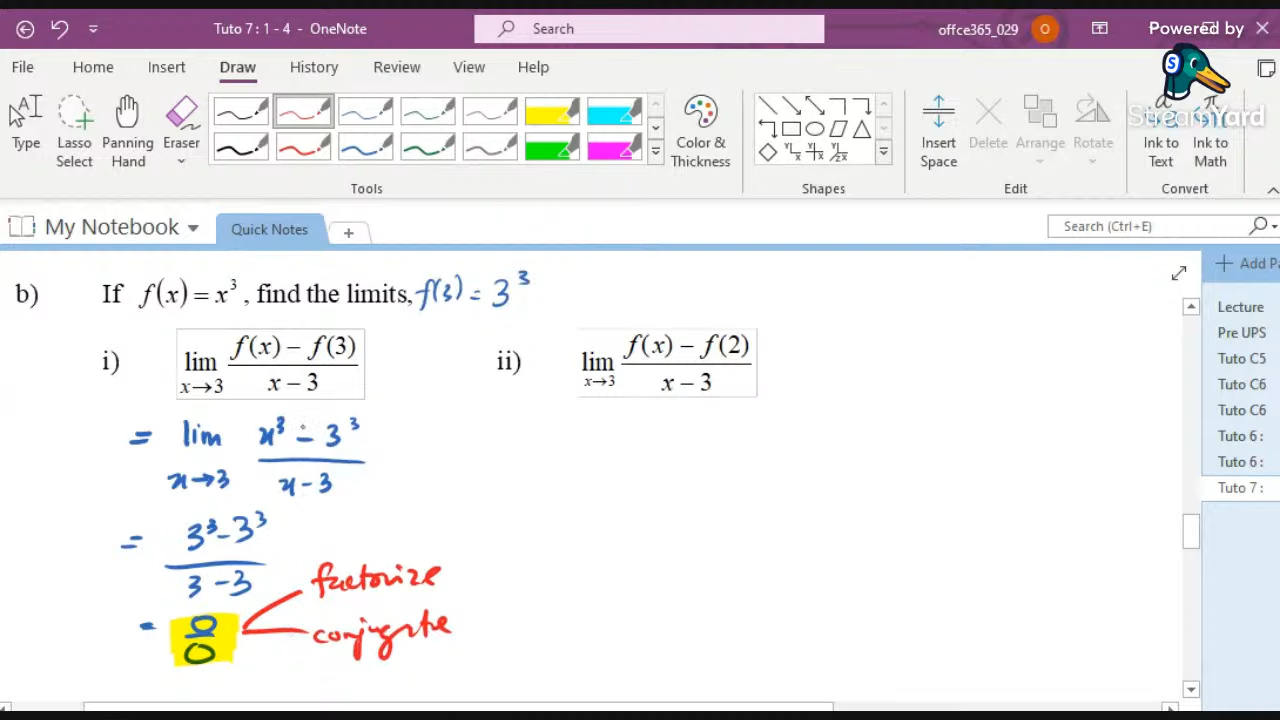 Tuto 7 : 1 - 4 - OneNote
Search
offce365_029
O
Powered by
File Home Insert Draw History Review View Help
StreamYard
Type
Lasso Select
Panning Hand
Eraser
Color & Thickness
Insert Space
Delete
Arrange
Rotate
Ink to Text
Ink to Math
Tools
Shapes
Edit
Convert
My Notebook
Quick Notes
+
Search (Ctrl+E)
b) If f(x) = x³, find the limits, f(3) = 3³
i) lim x→3 f(x) − f(3) / x − 3
ii) lim x→3 f(x) − f(2) / x − 3
= lim x→3 x³ − 3³ / x − 3
= 3³ − 3³ / 3 − 3
= 0 / 0
factorize
conjugate
+ Add Pa
Lecture
Pre UPS
Tuto C5
Tuto C6
Tuto C6
Tuto 6 :
Tuto 6 :
Tuto 7 :